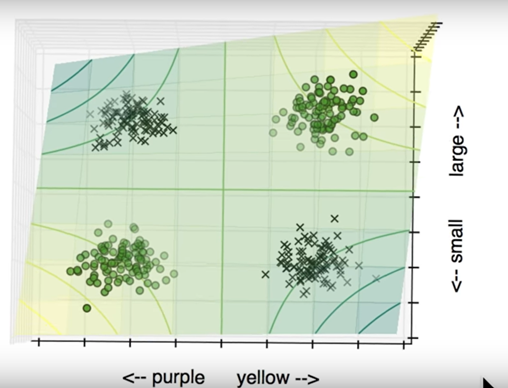 large -->
<-- small
<-- purple yellow -->